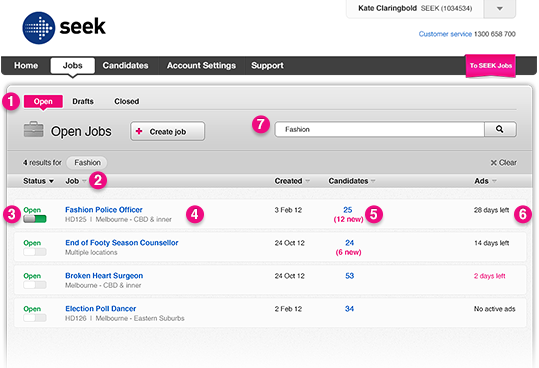 Kate Claringbold SEEK (1034534)
seek
Customer service 1300 658 700
Home Jobs Candidates Account Settings Support To SEEK Jobs
1 Open Drafts Closed
Open Jobs + Create job 7 Fashion
4 results for Fashion Clear
Status Job 2 Created Candidates Ads
3 Open Fashion Police Officer 4 3 Feb 12 25 5 28 days left 6
HD125 | Melbourne - CBD & inner (12 new)
Open End of Footy Season Counsellor 24 Oct 12 24 14 days left
Multiple locations (6 new)
Open Broken Heart Surgeon 24 Oct 12 53 2 days left
Melbourne - CBD & inner
Open Election Poll Dancer 2 Feb 12 34 No active ads
HD126 | Melbourne - Eastern Suburbs